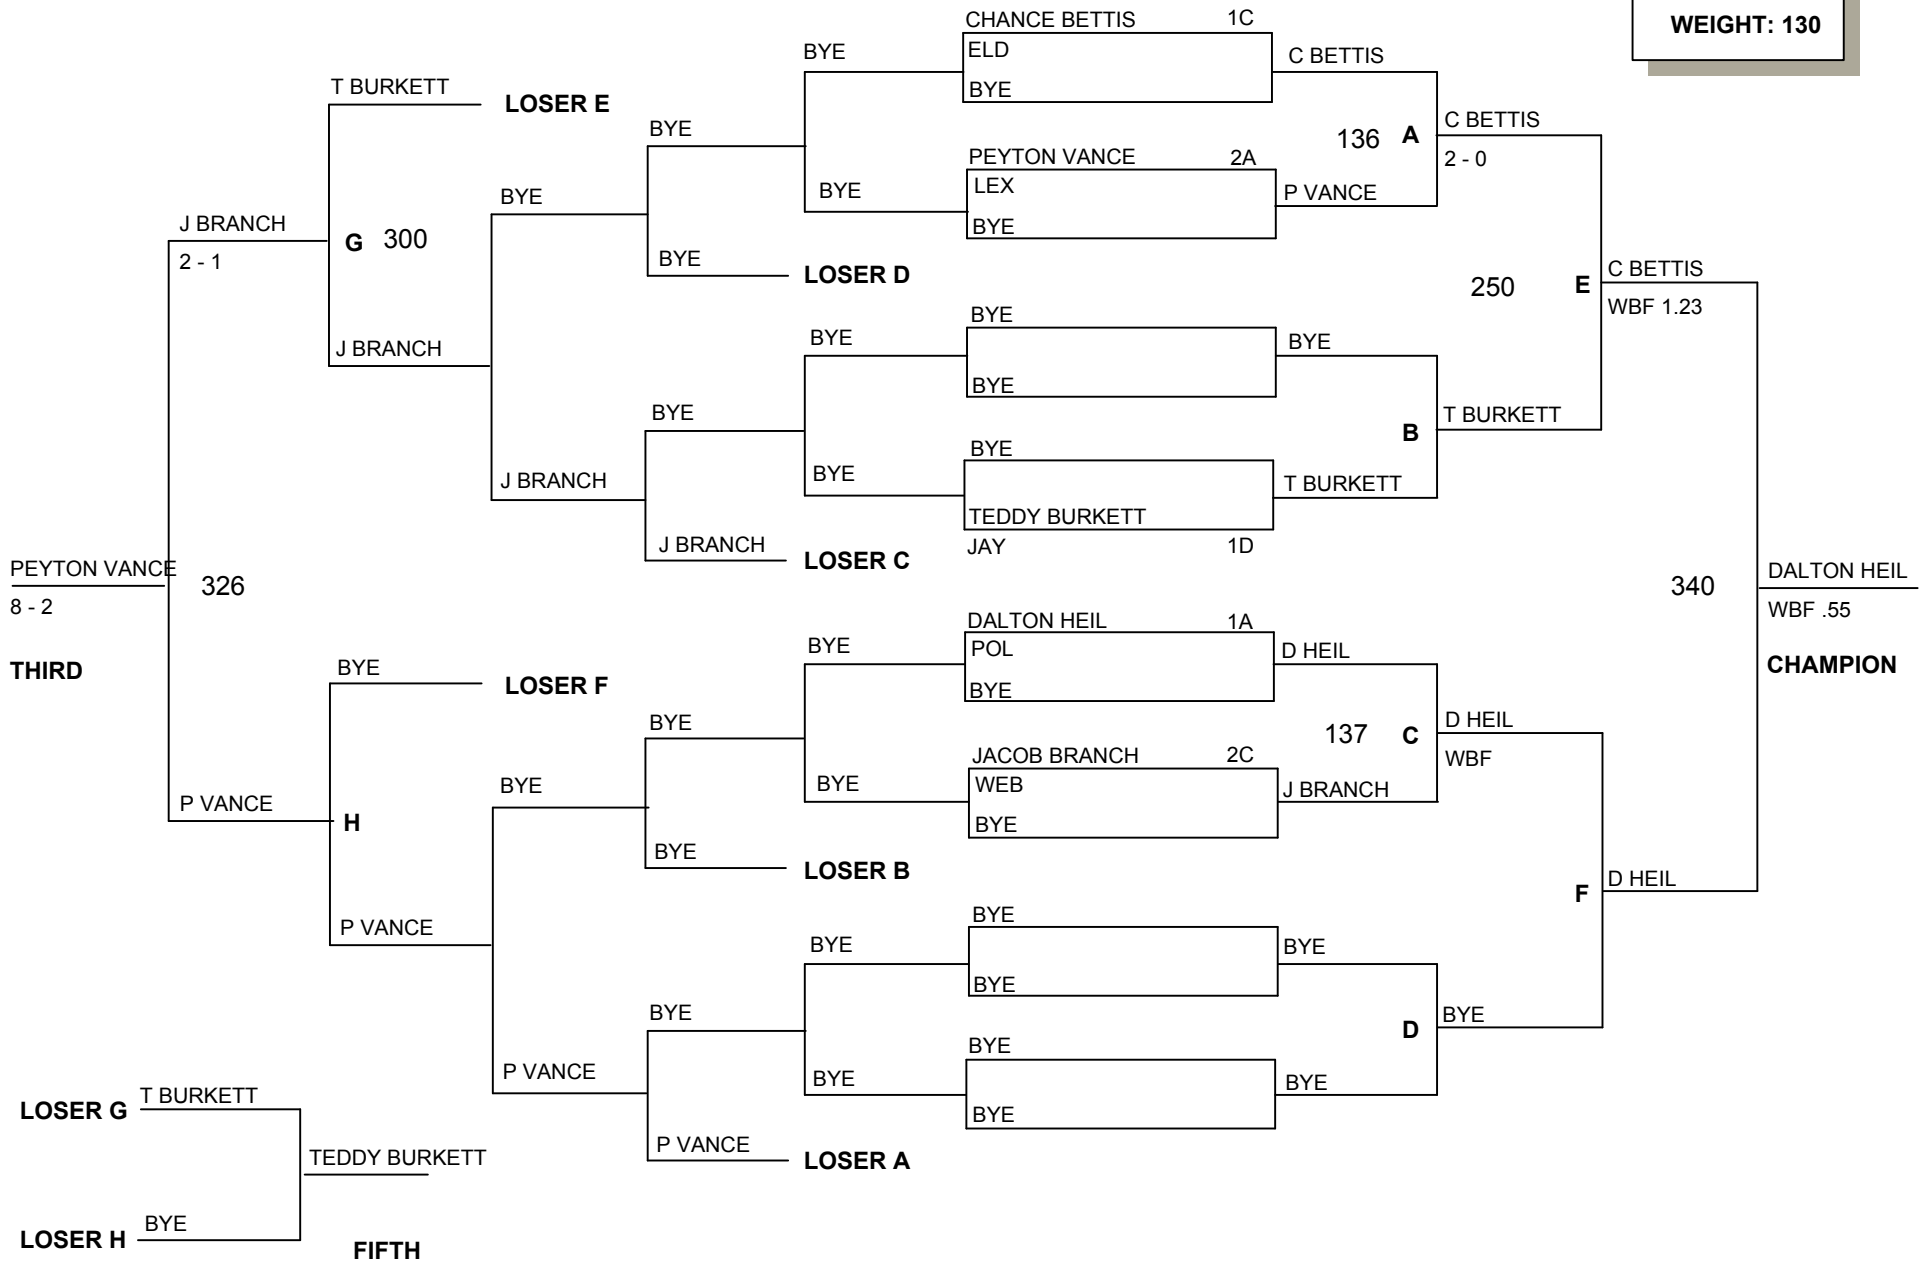 WEIGHT: 130
CHANCE BETTIS 1C
ELD
BYE
C BETTIS
PEYTON VANCE 2A
LEX
BYE
P VANCE
136 A
C BETTIS
2 - 0
BYE
BYE
BYE
BYE
TEDDY BURKETT
JAY 1D
T BURKETT
B
T BURKETT
250 E
C BETTIS
WBF 1.23
DALTON HEIL 1A
POL
BYE
D HEIL
JACOB BRANCH 2C
WEB
BYE
J BRANCH
137 C
D HEIL
WBF
BYE
BYE
BYE
BYE
BYE
BYE
D
BYE
F
D HEIL
340
DALTON HEIL
WBF .55
CHAMPION
BYE
BYE
BYE
BYE
LOSER D
BYE
BYE
BYE
BYE
J BRANCH
LOSER C
J BRANCH
T BURKETT
LOSER E
G 300
J BRANCH
J BRANCH
2 - 1
BYE
BYE
BYE
BYE
LOSER B
BYE
BYE
BYE
BYE
P VANCE
LOSER A
P VANCE
BYE
LOSER F
H
P VANCE
P VANCE
326
PEYTON VANCE
8 - 2
THIRD
LOSER G T BURKETT
TEDDY BURKETT
LOSER H BYE
FIFTH